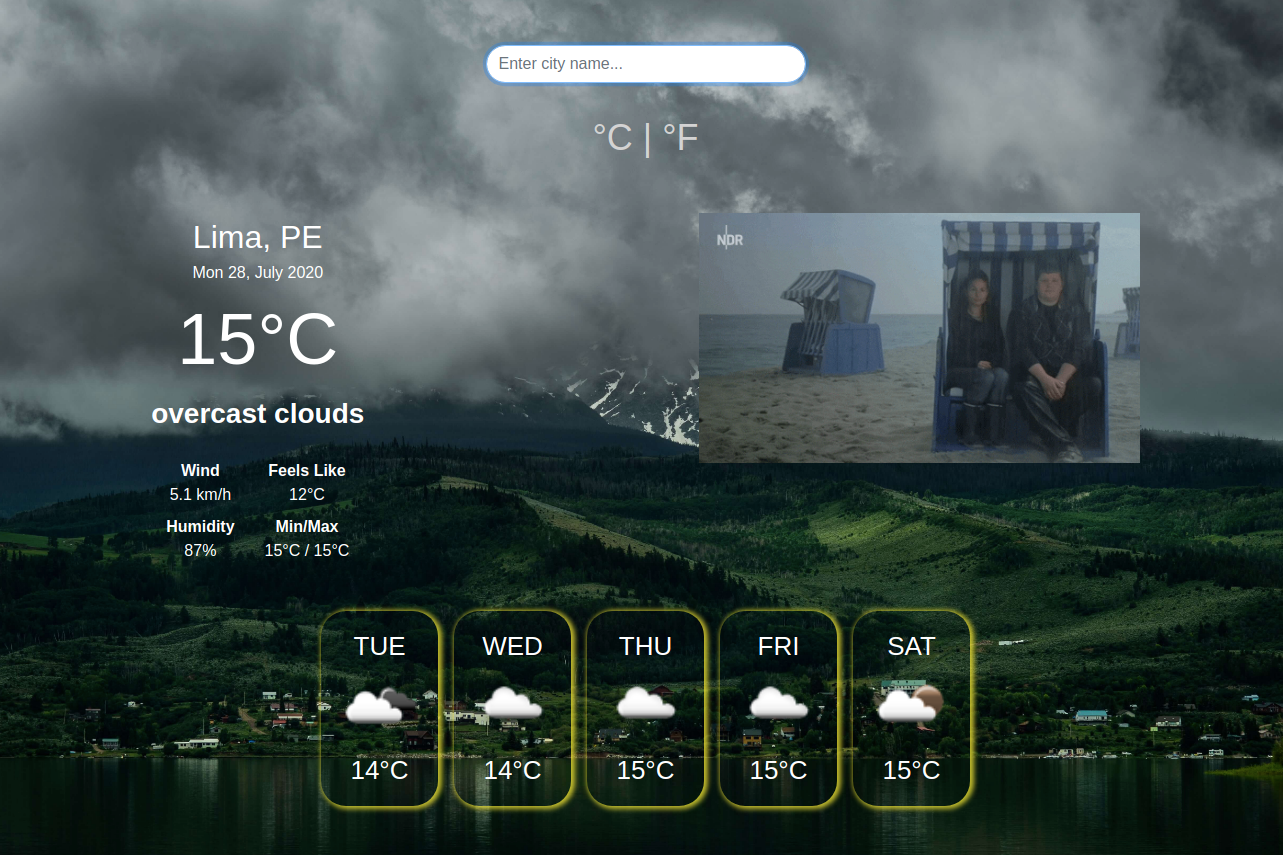 Enter city name...
°C | °F
Lima, PE
Mon 28, July 2020
15°C
overcast clouds
Wind Feels Like
5.1 km/h 12°C
Humidity Min/Max
87% 15°C / 15°C
NDR
TUE WED THU FRI SAT
14°C 14°C 15°C 15°C 15°C